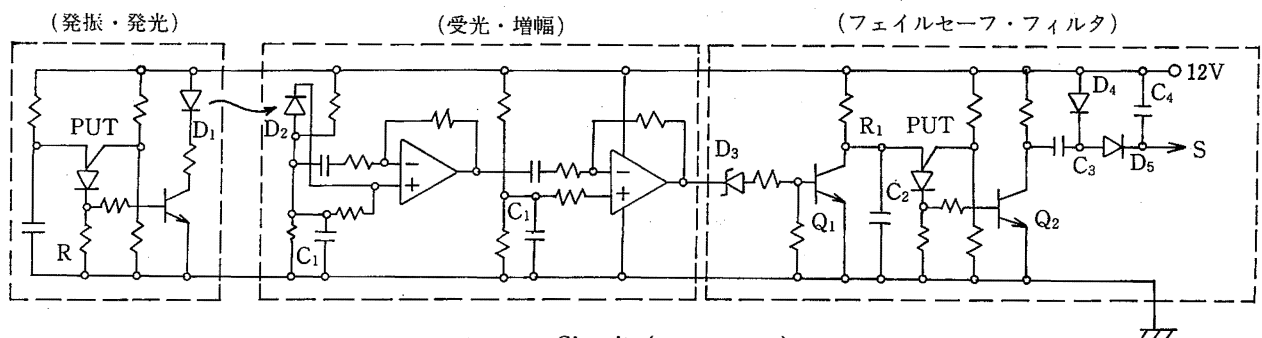 (発振・発光)
(受光・増幅)
(フェイルセーフ・フィルタ)
12V
PUT
D₁
D₂
D₃
R₁
PUT
D₄
C₄
C₃
D₅
S
R
C₁
C₁
Q₁
C₂
Q₂